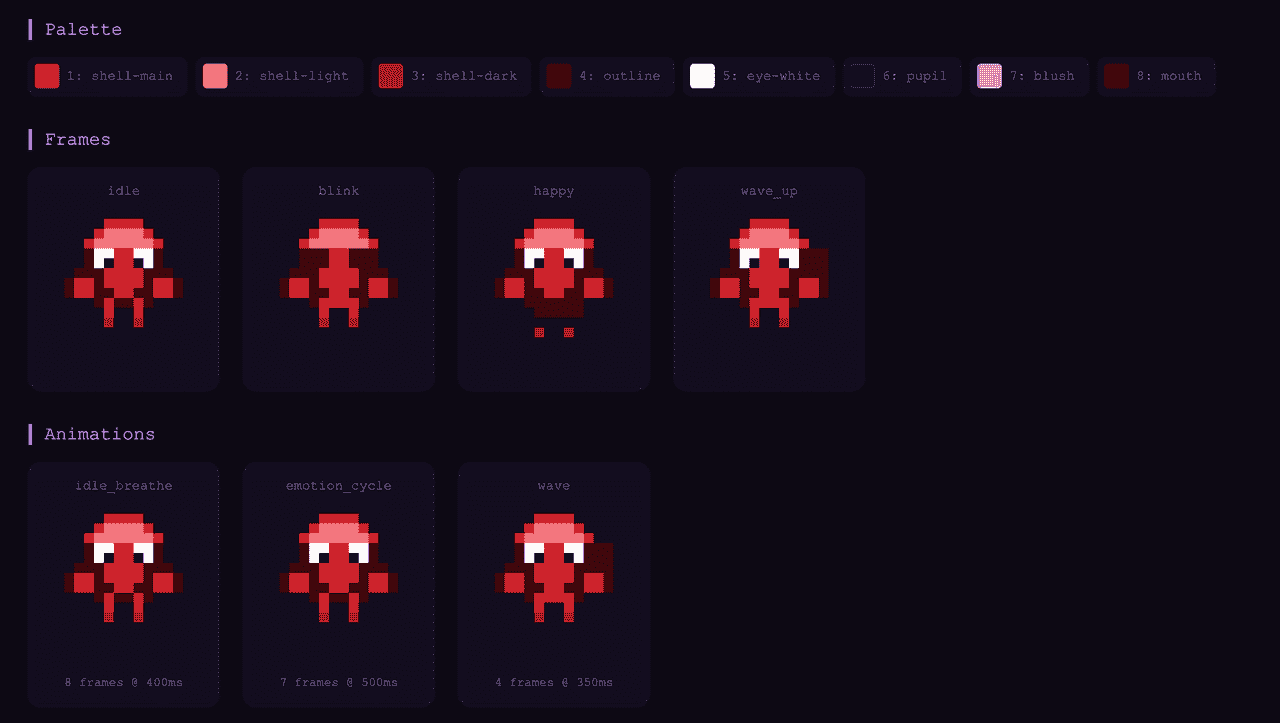 Palette
1: shell-main 2: shell-light 3: shell-dark 4: outline 5: eye-white 6: pupil 7: blush 8: mouth
Frames
idle blink happy wave_up
Animations
idle_breathe emotion_cycle wave
8 frames @ 400ms 7 frames @ 500ms 4 frames @ 350ms